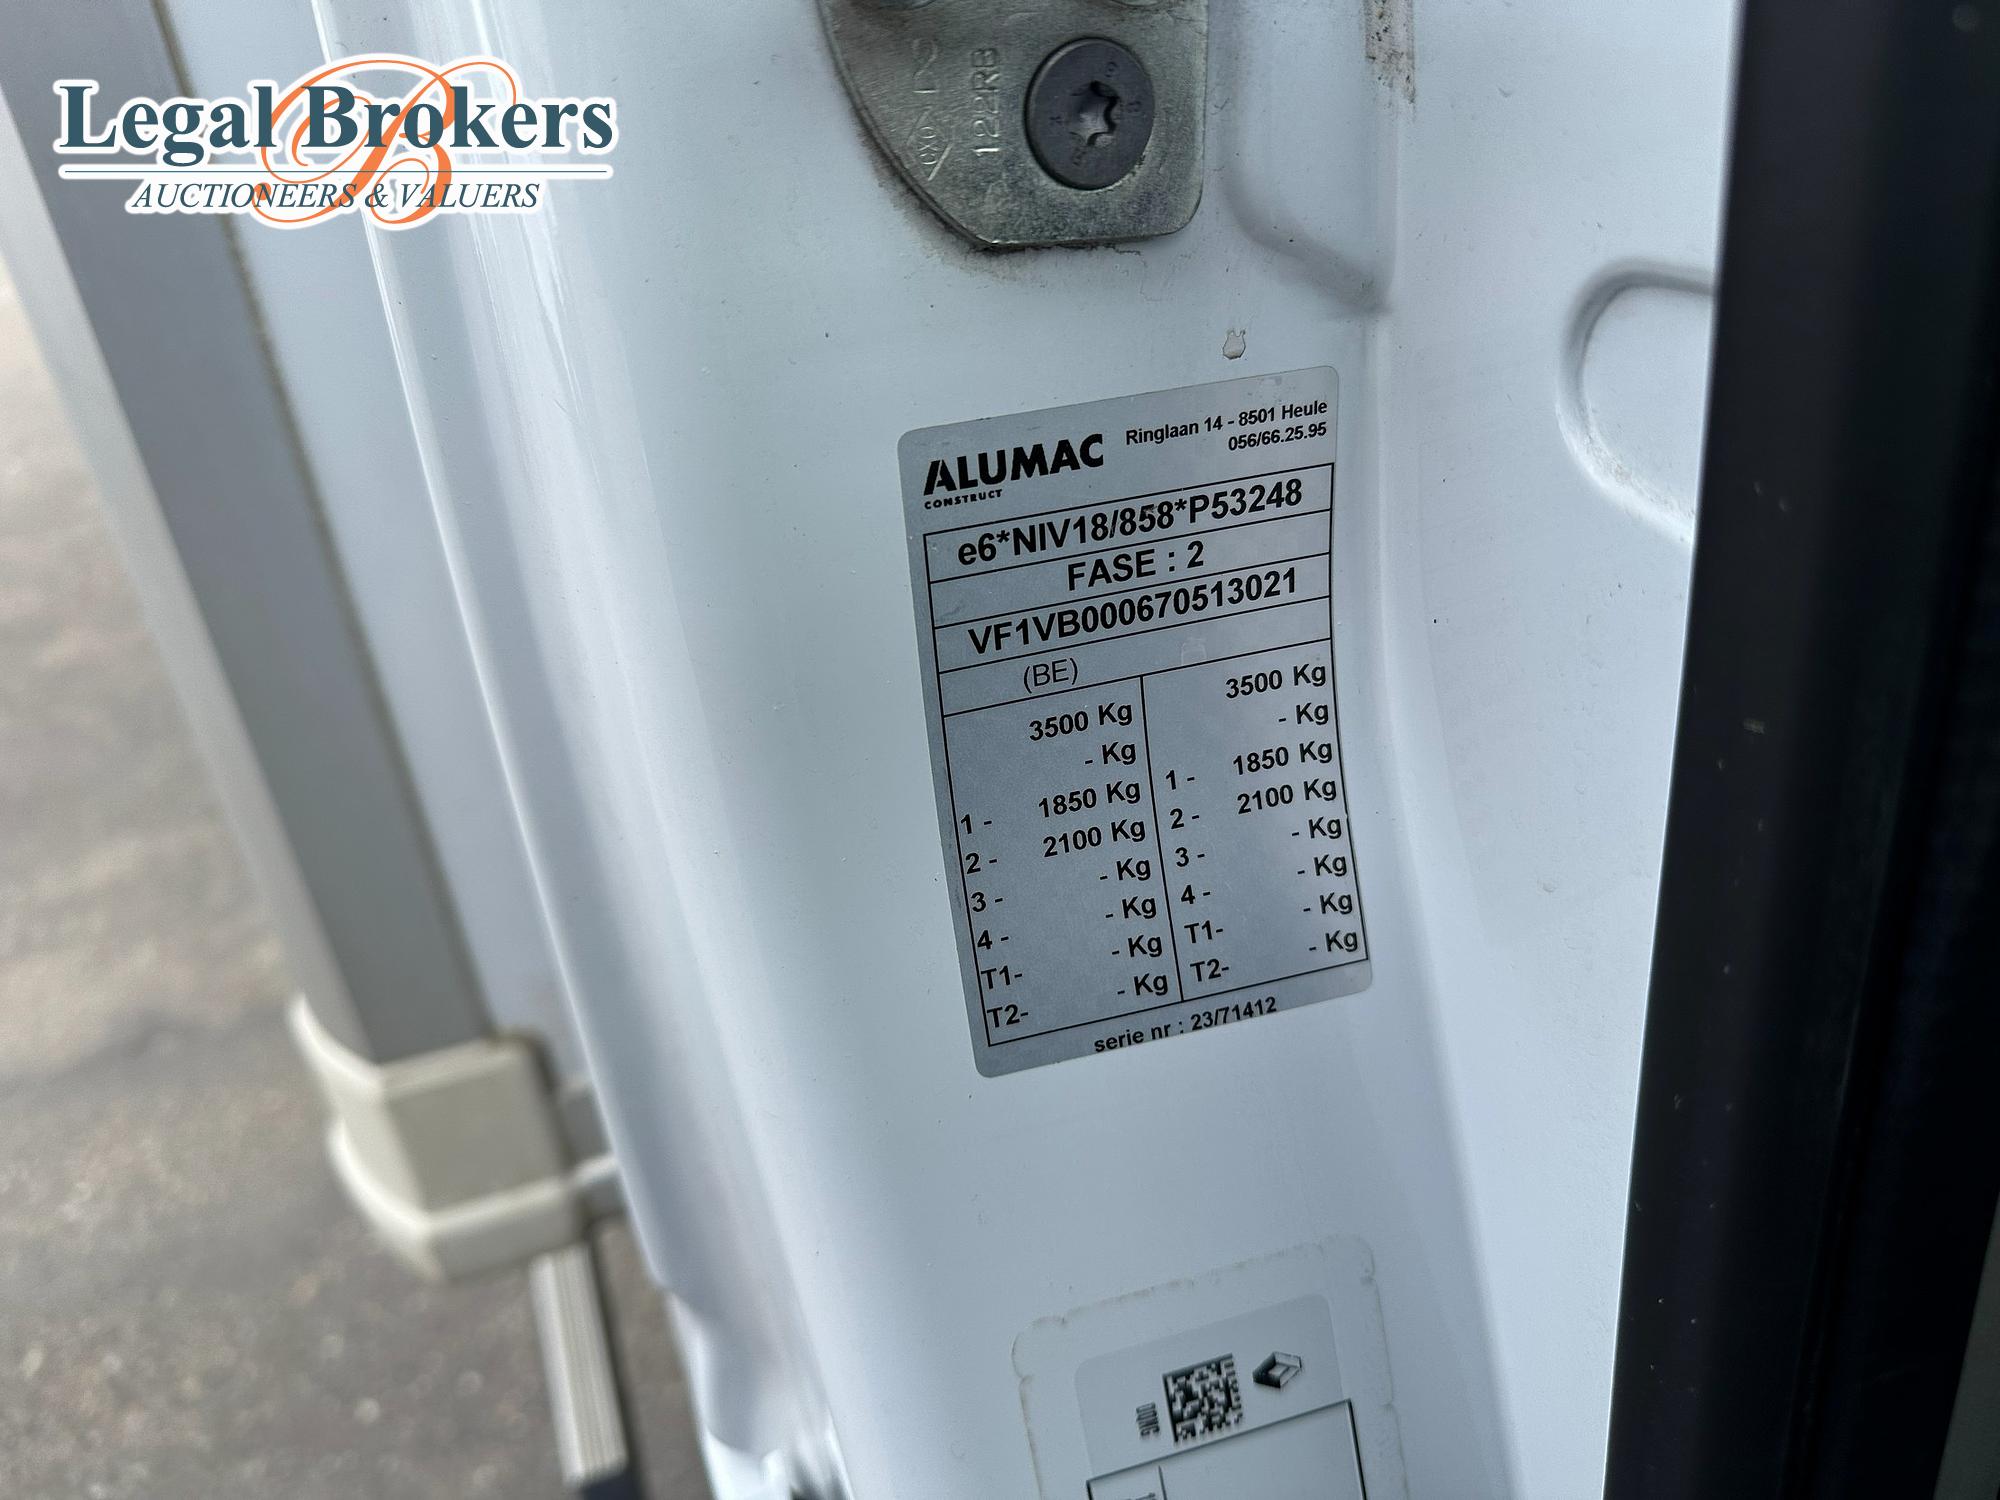 Legal Brokers
AUCTIONEERS & VALUERS
122RB
ALUMAC
CONSTRUCT
Ringlaan 14 - 8501 Heule
056/66.25.95
e6*NIV18/858*P53248
FASE : 2
VF1VB000670513021
(BE)
3500 Kg
- Kg
1 - 1850 Kg
2 - 2100 Kg
3 - - Kg
4 - - Kg
T1- - Kg
T2- - Kg
3500 Kg
- Kg
1 - 1850 Kg
2 - 2100 Kg
3 - - Kg
4 - - Kg
T1- - Kg
T2- - Kg
serie nr : 23/71412